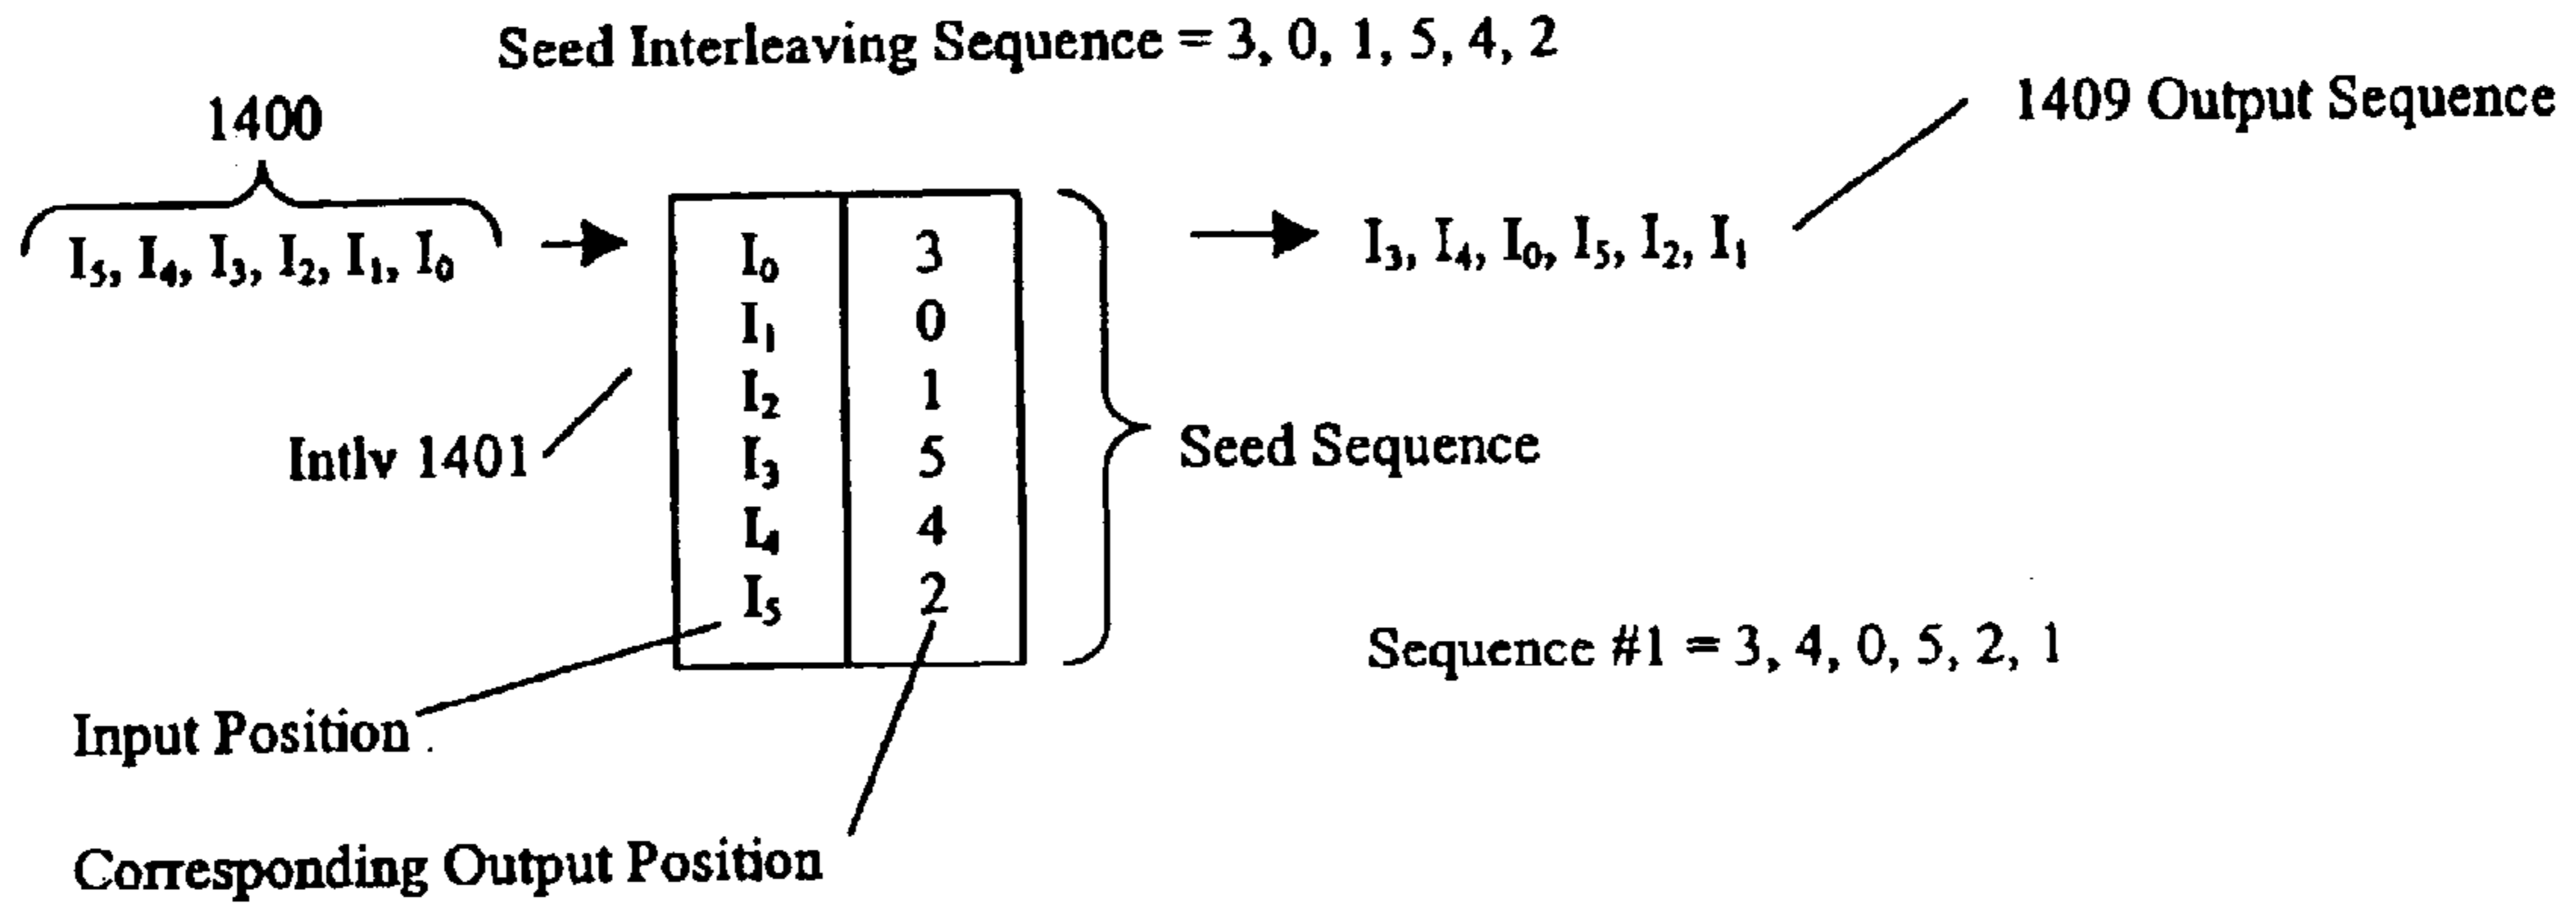 Seed Interleaving Sequence = 3, 0, 1, 5, 4, 2
1400
1409 Output Sequence
I₅, I₄, I₃, I₂, I₁, I₀
I₀ 3
I₁ 0
I₂ 1
I₃ 5
I₄ 4
I₅ 2
I₃, I₄, I₀, I₅, I₂, I₁
Intlv 1401
Seed Sequence
Sequence #1 = 3, 4, 0, 5, 2, 1
Input Position
Corresponding Output Position